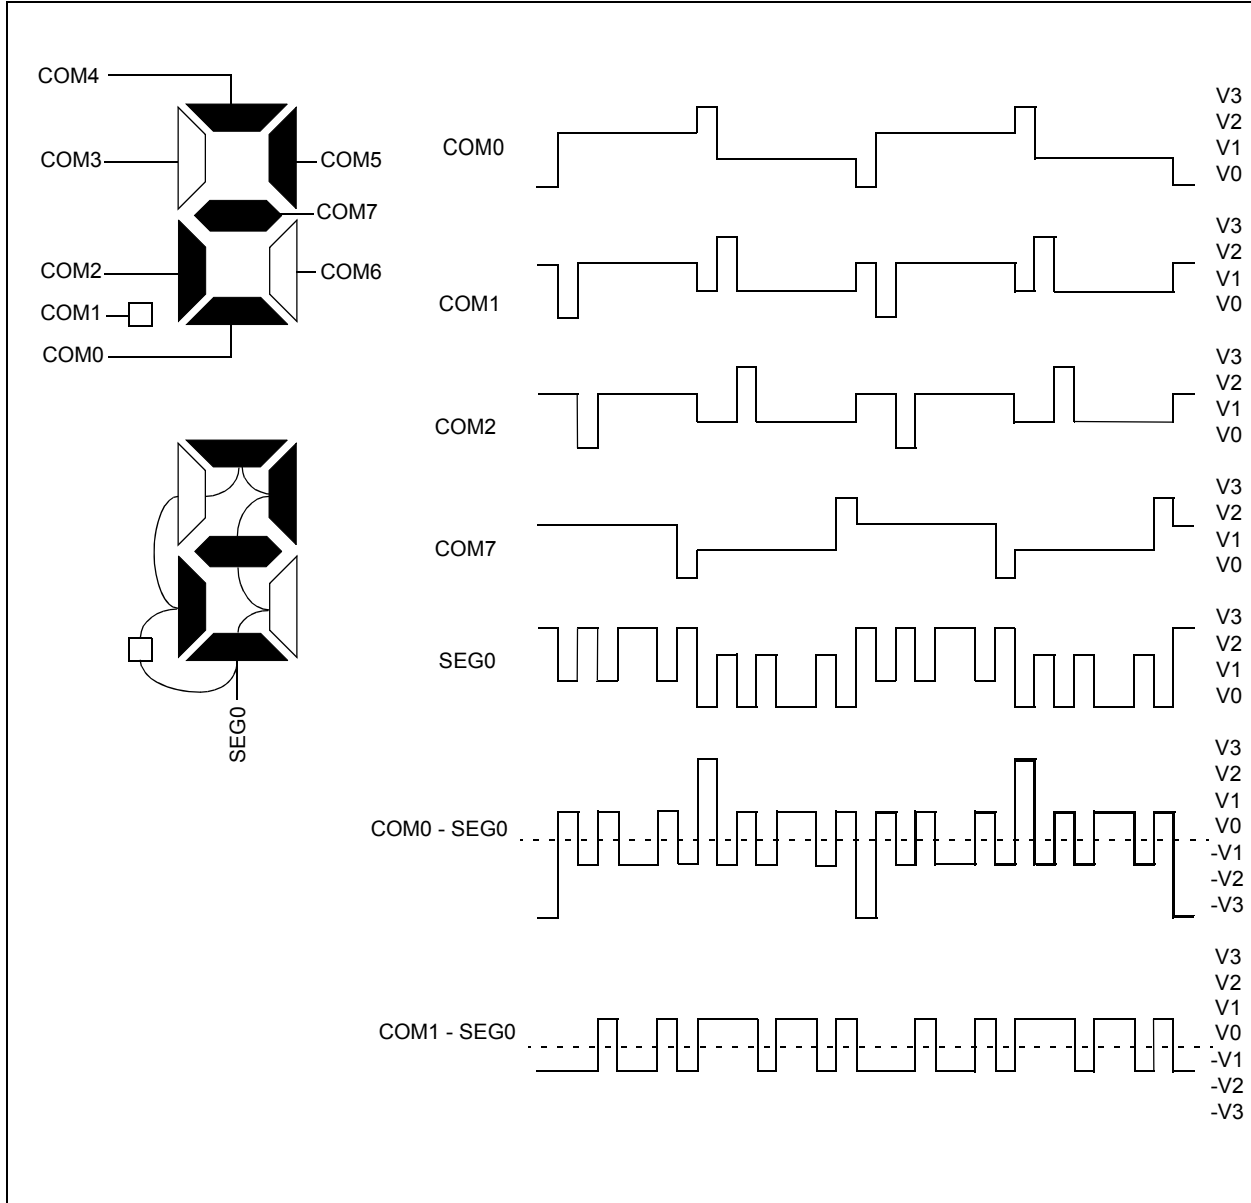 COM4
COM3
COM5
COM7
COM2
COM6
COM1
COM0
SEG0
COM0
V3
V2
V1
V0
COM1
V3
V2
V1
V0
COM2
V3
V2
V1
V0
COM7
V3
V2
V1
V0
SEG0
V3
V2
V1
V0
COM0 - SEG0
V3
V2
V1
V0
-V1
-V2
-V3
COM1 - SEG0
V3
V2
V1
V0
-V1
-V2
-V3